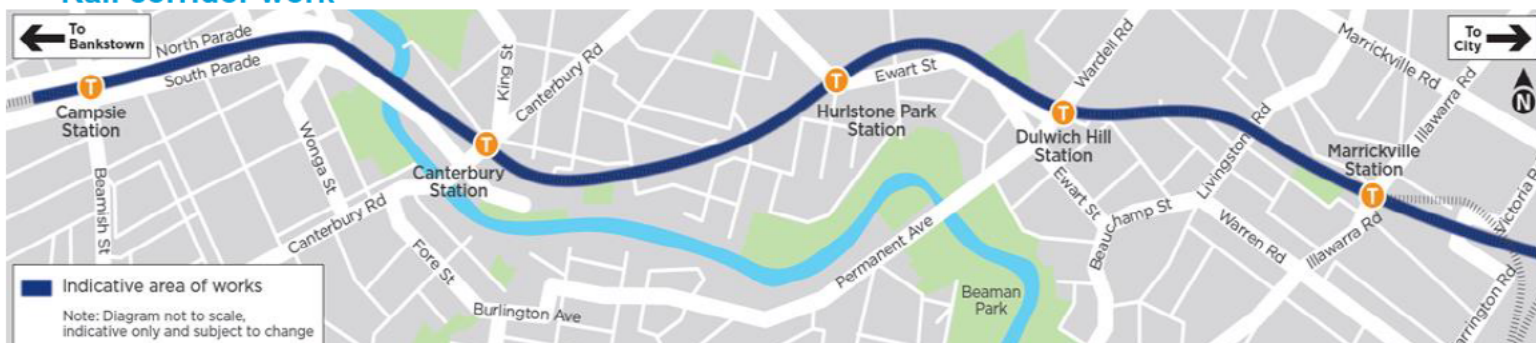 Rail corridor work
To
Bankstown
To
City
N
North Parade
South Parade
King St
Canterbury Rd
Ewart St
Wardell Rd
Marrickville Rd
Illawarra Rd
Campsie
Station
Hurlstone Park
Station
Dulwich Hill
Station
Marrickville
Station
Canterbury
Station
T
T
T
T
T
Wonga St
Beamish St
Canterbury Rd
Fore St
Burlington Ave
Permanent Ave
Ewart St
Beauchamp St
Livingston Rd
Warren Rd
Illawarra Rd
Beaman
Park
Indicative area of works
Note: Diagram not to scale,
indicative only and subject to change